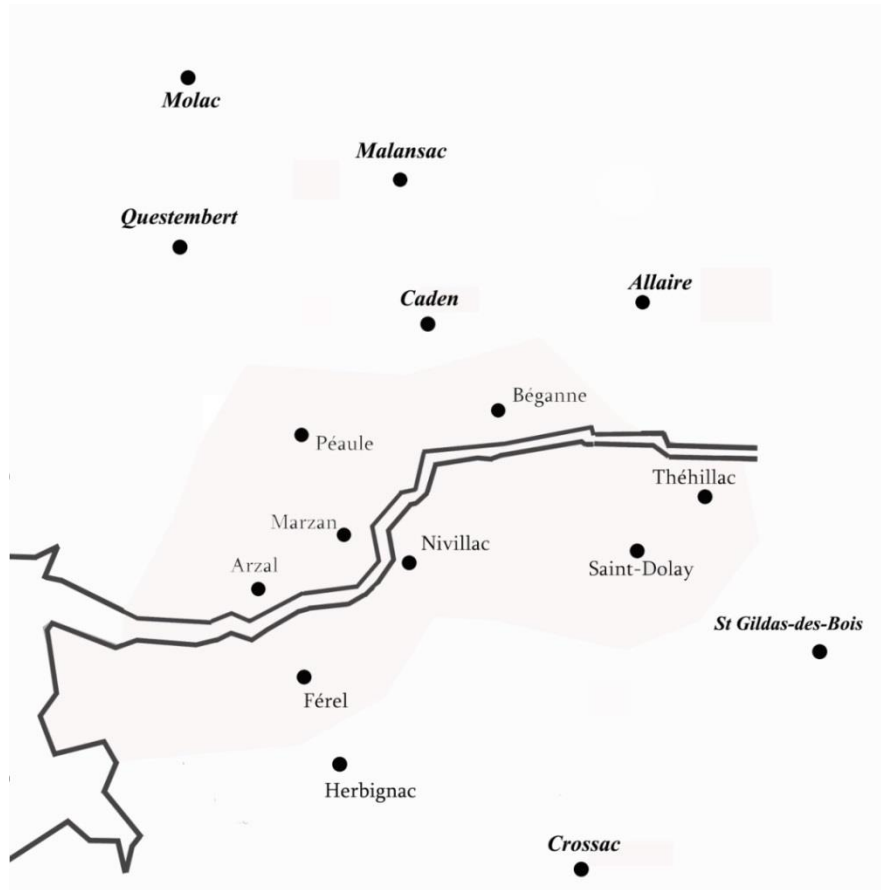 Molac
Malansac
Questembert
Allaire
Caden
Béganne
Péaule
Théhillac
Marzan
Nivillac
Arzal
Saint-Dolay
St Gildas-des-Bois
Férel
Herbignac
Crossac